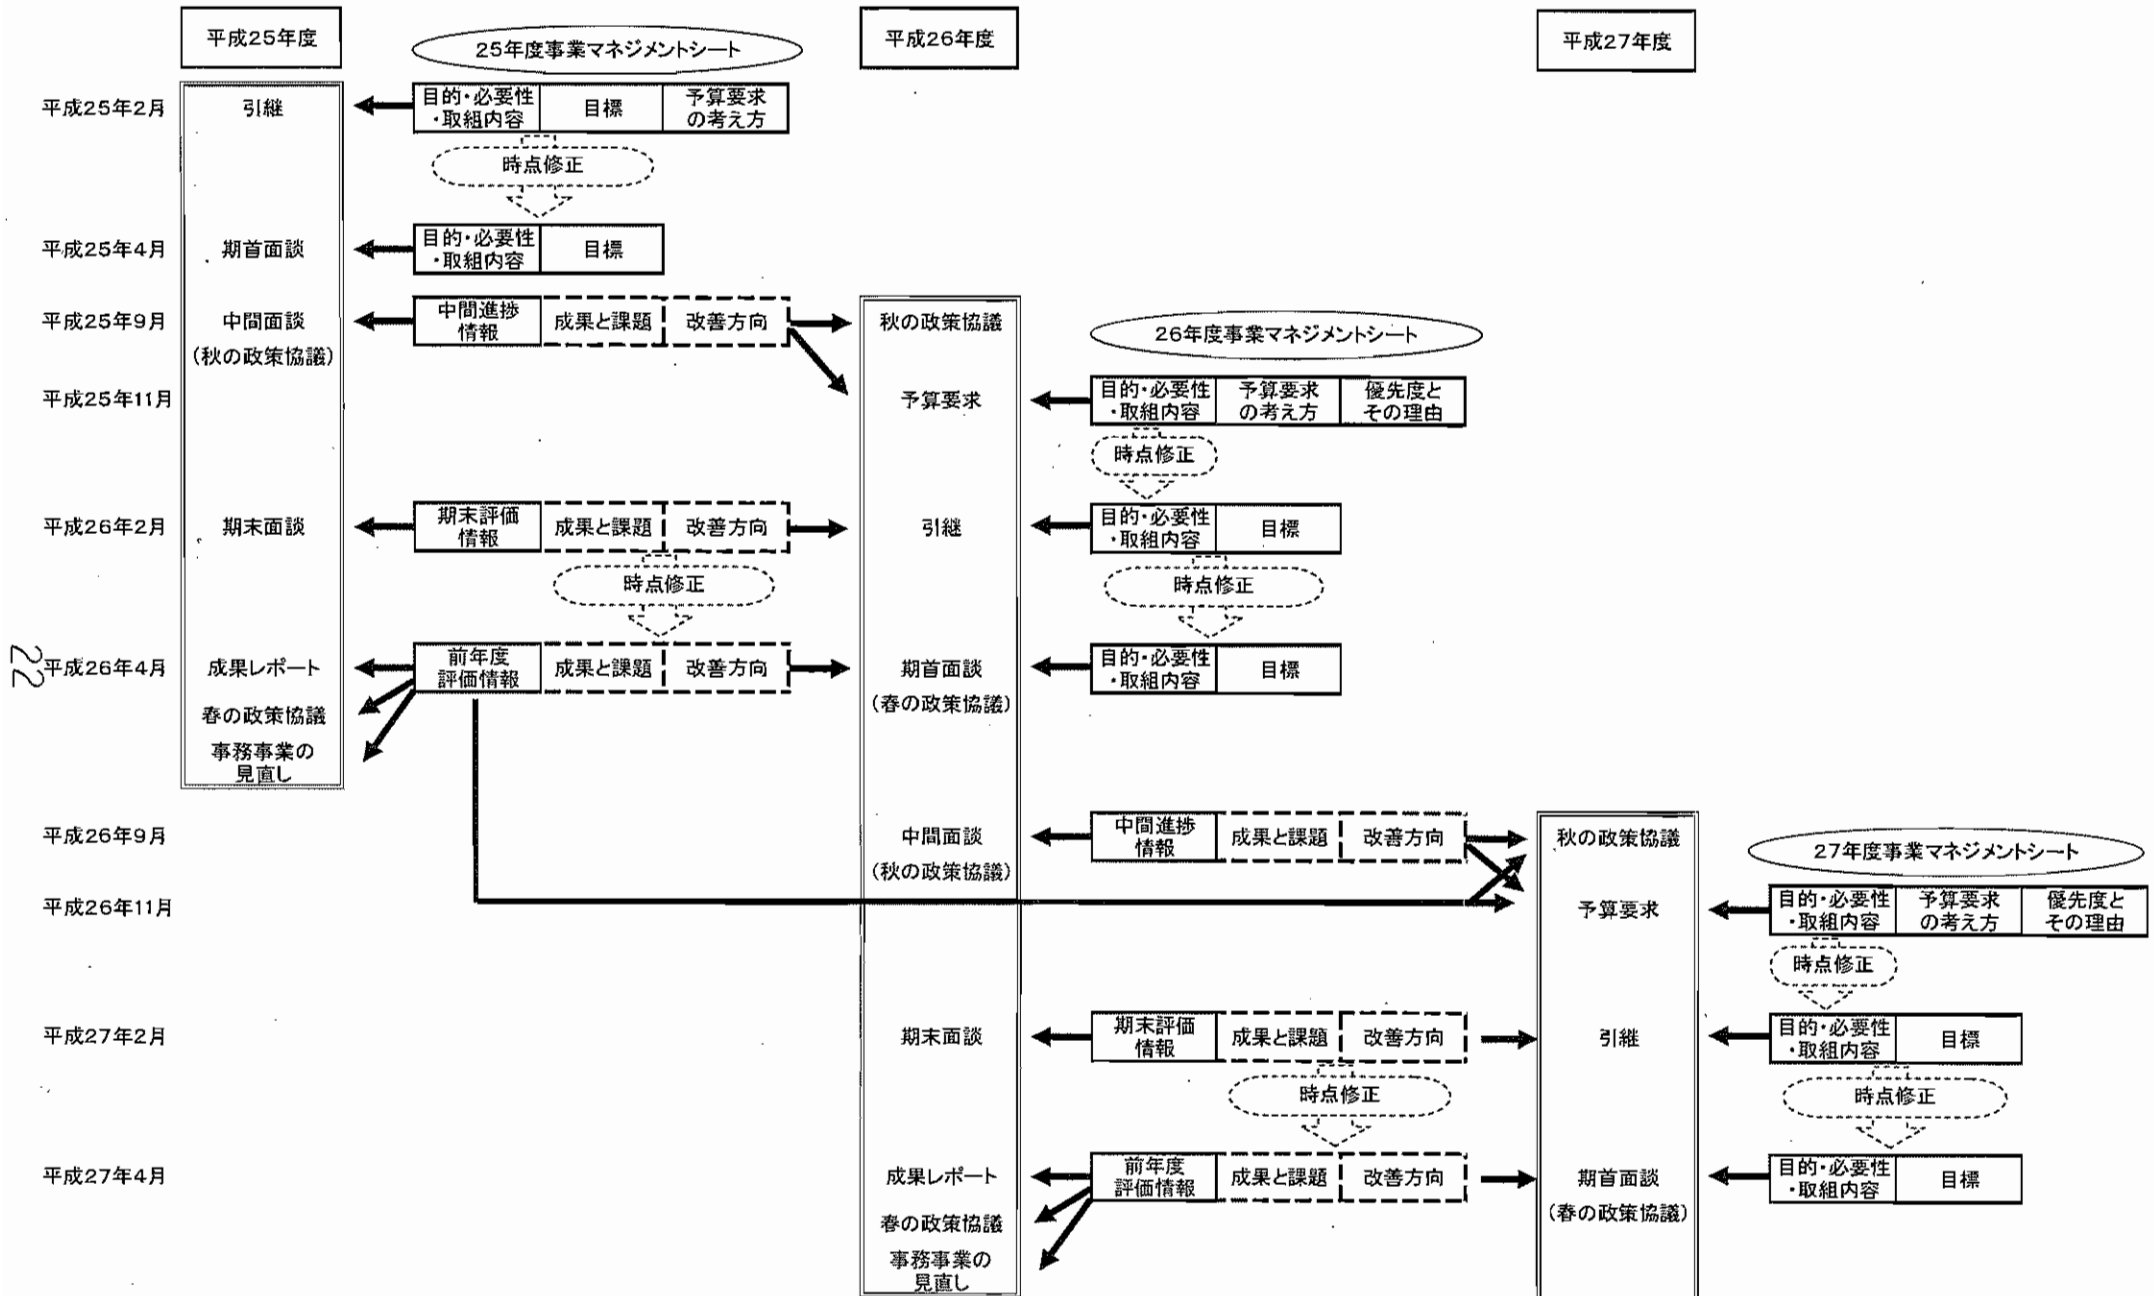 平成25年度
25年度事業マネジメントシート
平成26年度
平成27年度
平成25年2月
引継
目的・必要性
・取組内容
目標
予算要求
の考え方
時点修正
平成25年4月
期首面談
目的・必要性
・取組内容
目標
平成25年9月
中間面談
(秋の政策協議)
中間進捗
情報
成果と課題
改善方向
秋の政策協議
26年度事業マネジメントシート
平成25年11月
予算要求
目的・必要性
・取組内容
予算要求
の考え方
優先度と
その理由
時点修正
平成26年2月
期末面談
期末評価
情報
成果と課題
改善方向
引継
目的・必要性
・取組内容
目標
時点修正
時点修正
22
平成26年4月
成果レポート
春の政策協議
事務事業の
見直し
前年度
評価情報
成果と課題
改善方向
期首面談
(春の政策協議)
目的・必要性
・取組内容
目標
平成26年9月
中間面談
(秋の政策協議)
中間進捗
情報
成果と課題
改善方向
秋の政策協議
27年度事業マネジメントシート
平成26年11月
予算要求
目的・必要性
・取組内容
予算要求
の考え方
優先度と
その理由
時点修正
平成27年2月
期末面談
期末評価
情報
成果と課題
改善方向
引継
目的・必要性
・取組内容
目標
時点修正
時点修正
平成27年4月
成果レポート
春の政策協議
事務事業の
見直し
前年度
評価情報
成果と課題
改善方向
期首面談
(春の政策協議)
目的・必要性
・取組内容
目標